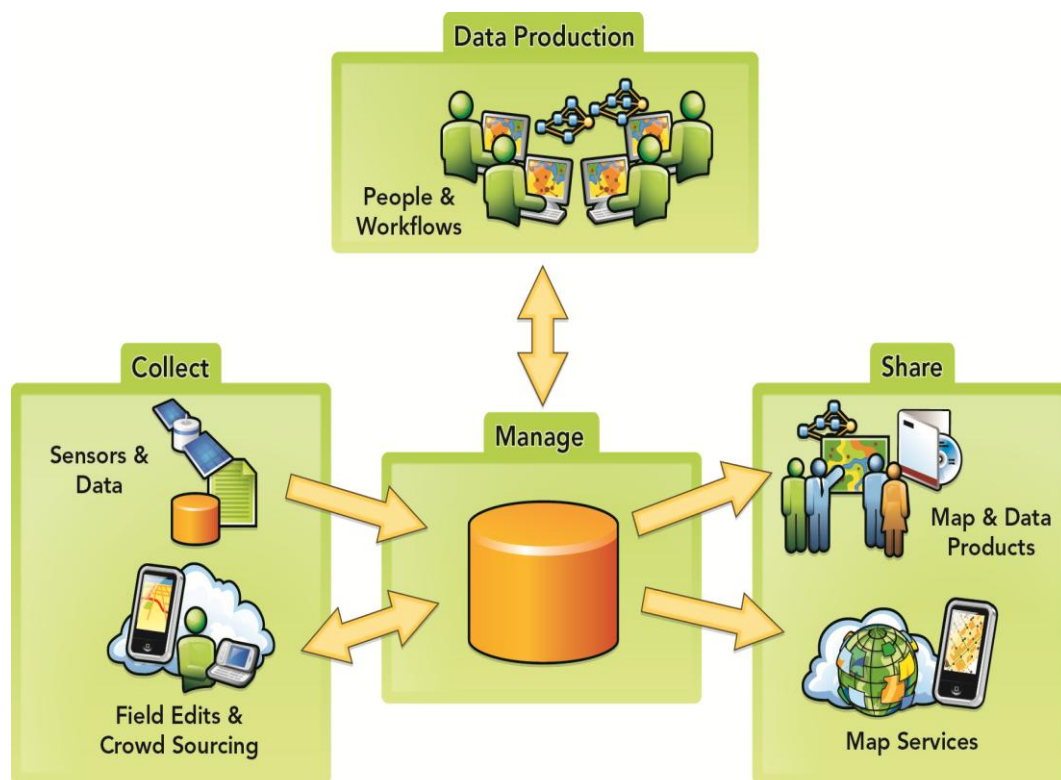 Data Production
People &
Workflows
Collect
Sensors &
Data
Field Edits &
Crowd Sourcing
Manage
Share
Map & Data
Products
Map Services